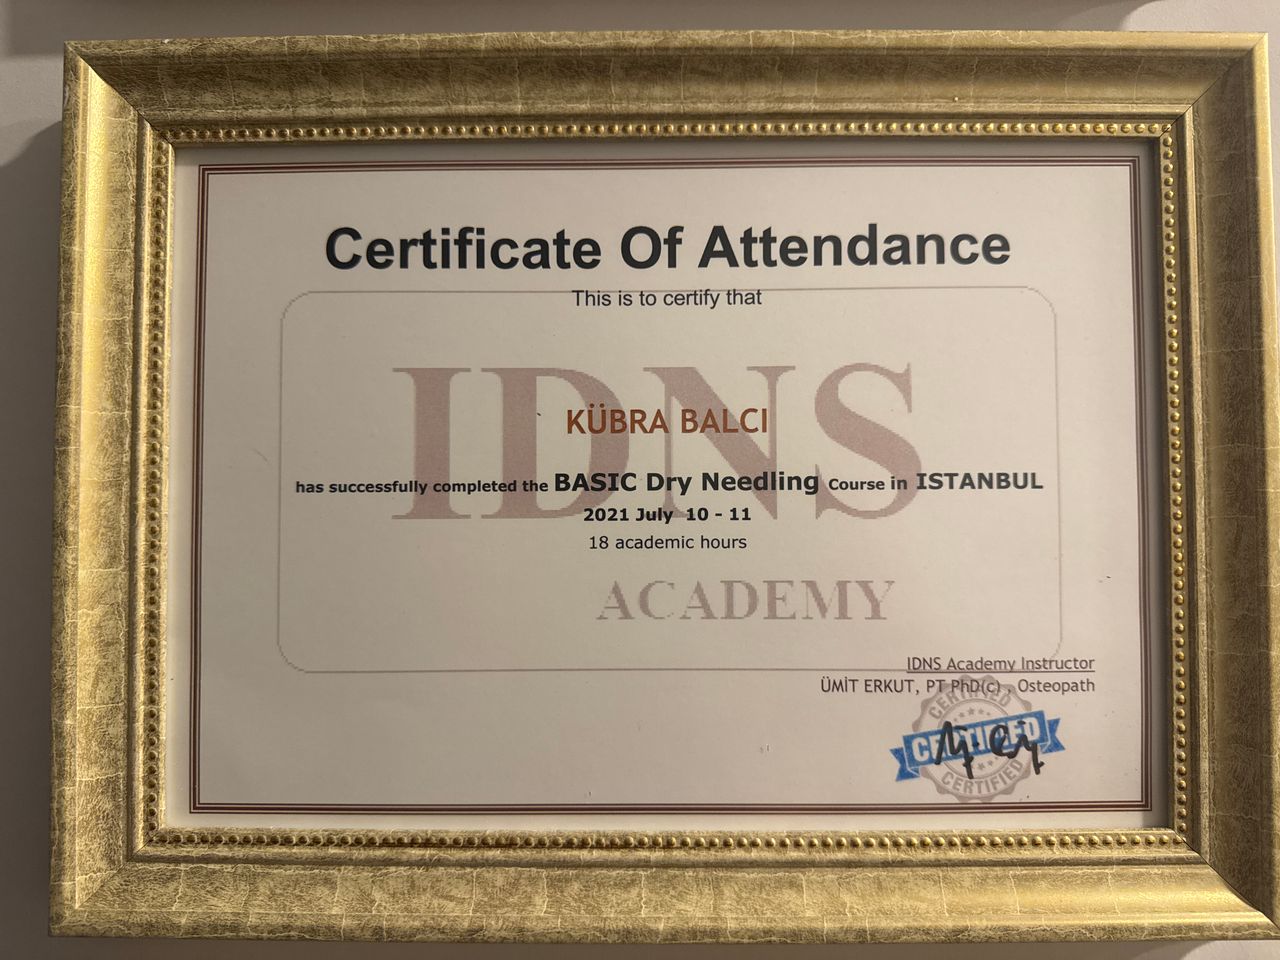 Certificate Of Attendance
This is to certify that
IDNS
KÜBRA BALCI
has successfully completed the BASIC Dry Needling Course in ISTANBUL
2021 July 10 - 11
18 academic hours
ACADEMY
IDNS Academy Instructor
ÜMİT ERKUT, PT PhD(c) , Osteopath
CERTIFIED
CERTIFIED
CERTIFIED